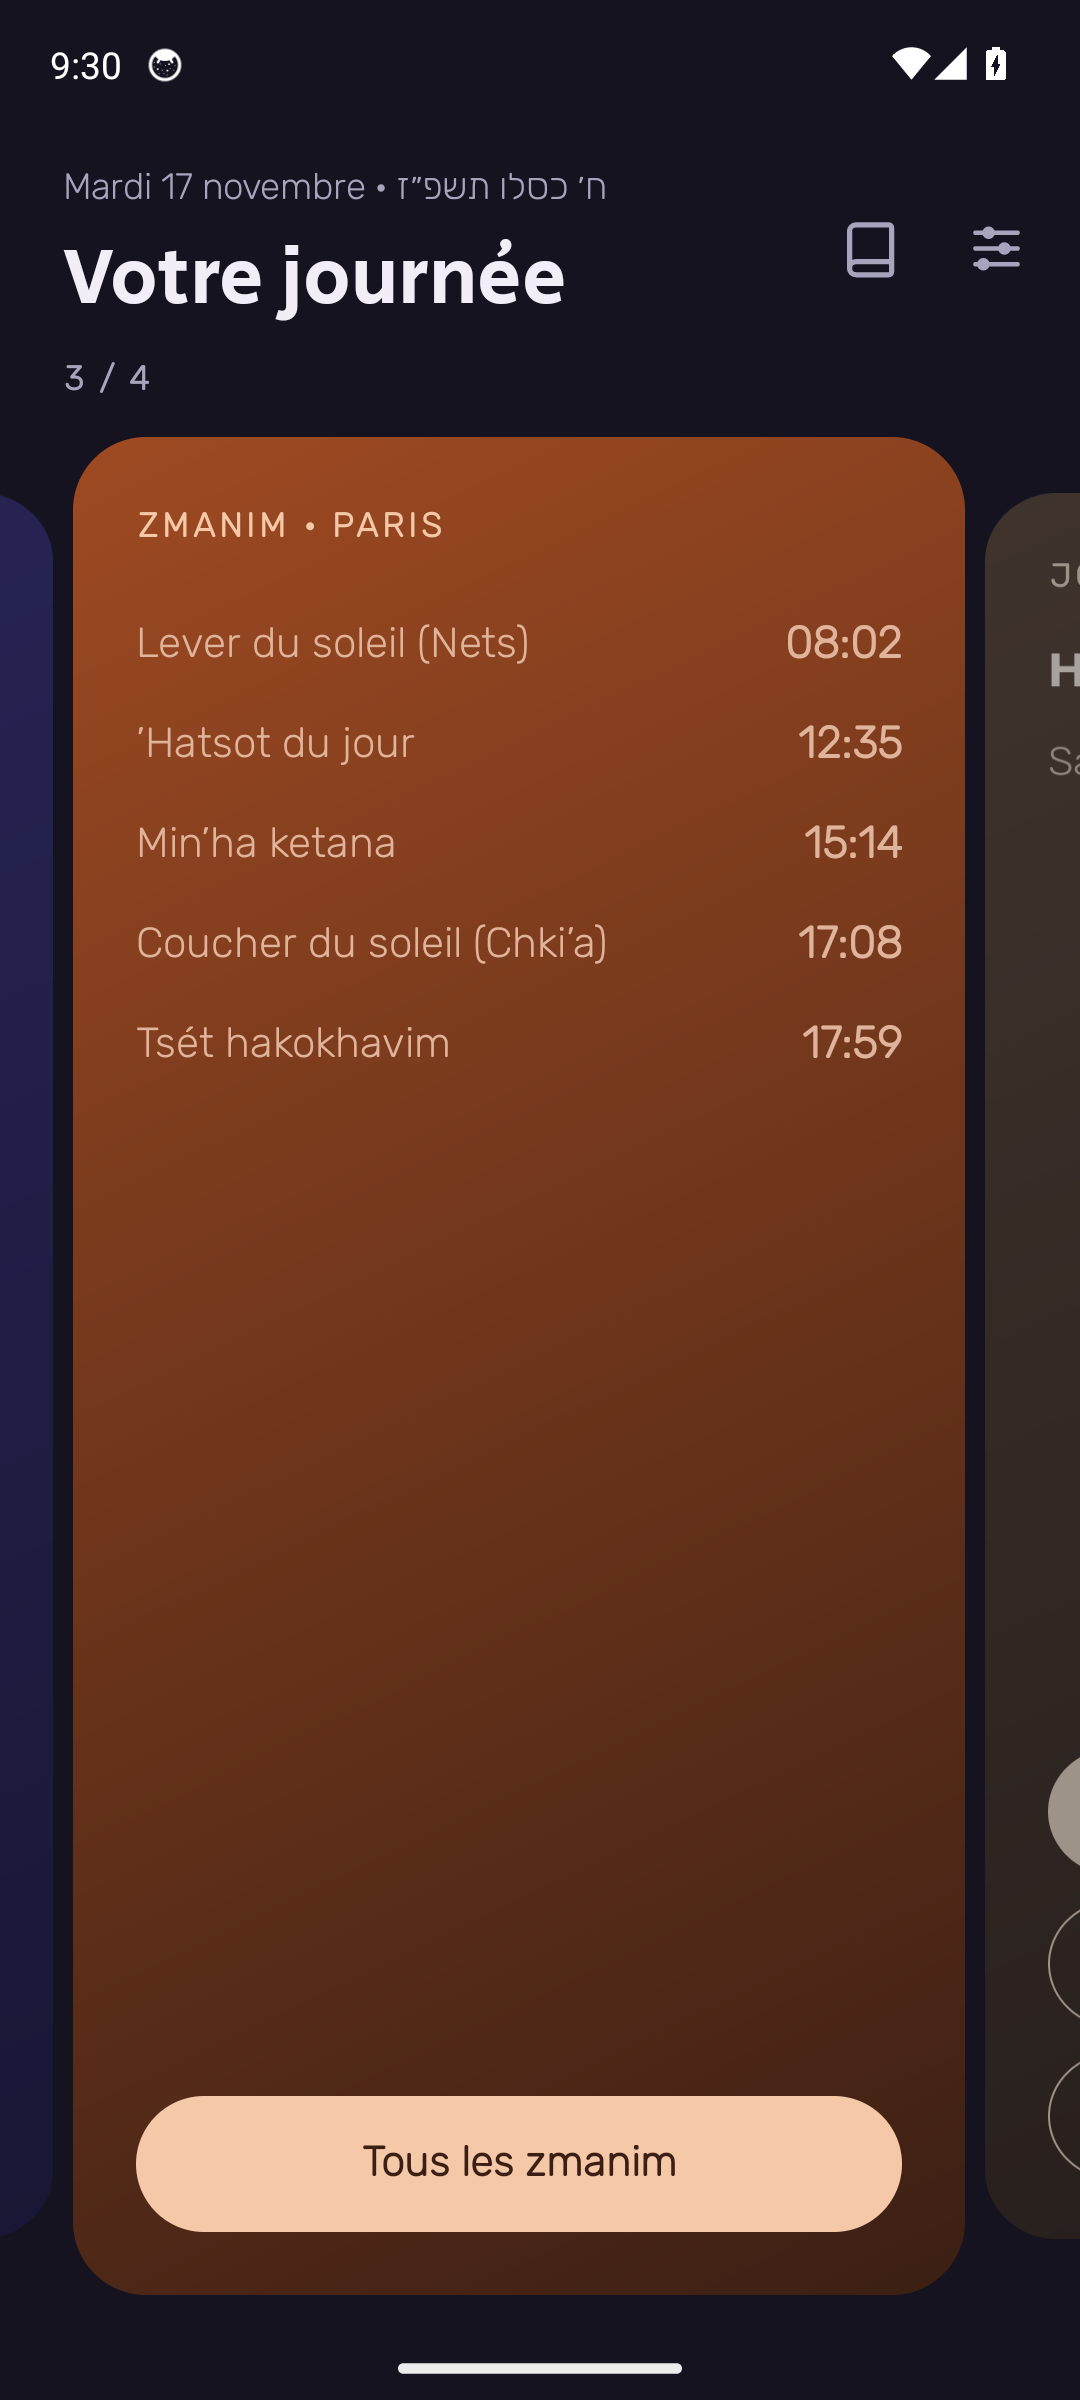 9:30
Mardi 17 novembre • ח׳ כסלו תשפ״ז
Votre journée
3 / 4
ZMANIM • PARIS
Lever du soleil (Nets) 08:02
’Hatsot du jour 12:35
Min’ha ketana 15:14
Coucher du soleil (Chki’a) 17:08
Tsét hakokhavim 17:59
Tous les zmanim